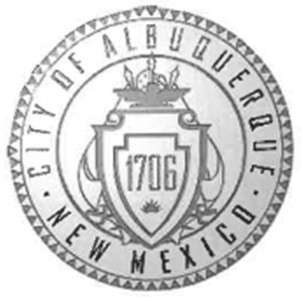 · CITY OF ALBUQUERQUE ·
1706
NEW MEXICO